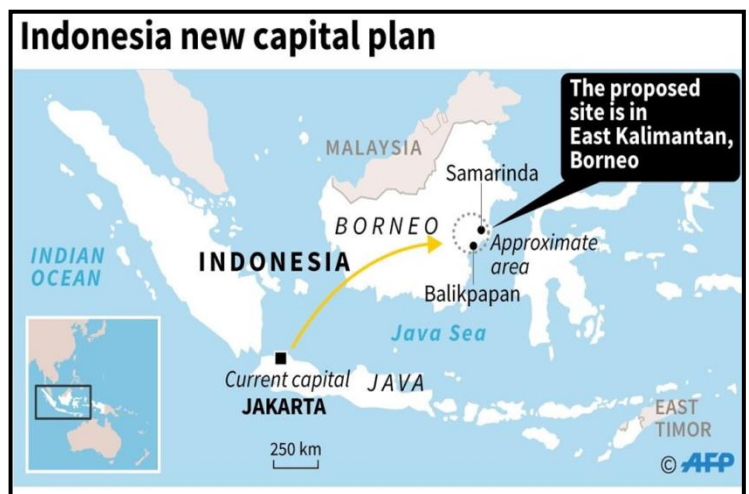 Indonesia new capital plan
The proposed
site is in
East Kalimantan,
Borneo
MALAYSIA
Samarinda
BORNEO
Approximate
area
INDIAN
OCEAN
INDONESIA
Balikpapan
Java Sea
Current capital
JAKARTA
JAVA
250 km
EAST
TIMOR
© AFP